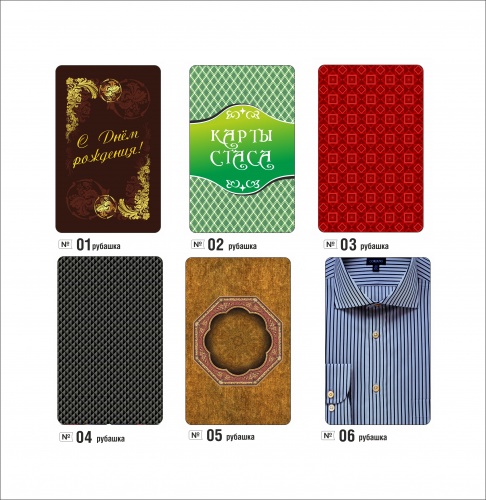 С Днём
рождения!
КАРТЫ
СТАСА
№ 01 рубашка
№ 02 рубашка
№ 03 рубашка
№ 04 рубашка
№ 05 рубашка
№ 06 рубашка